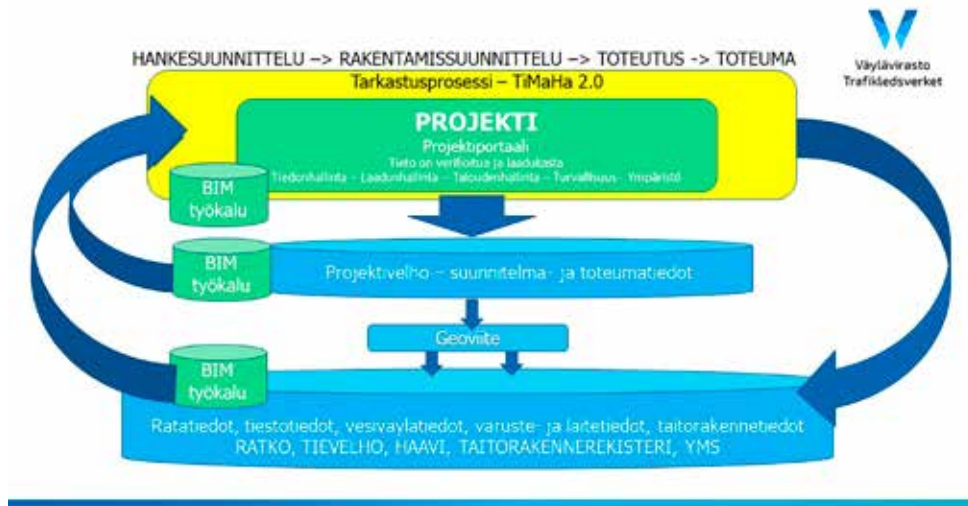 HANKESUUNNITTELU –> RAKENTAMISSUUNNITTELU –> TOTEUTUS -> TOTEUMA
Väylävirasto
Trafikledsverket
Tarkastusprosessi – TiMaHa 2.0
PROJEKTI
Projektiportaali
Tieto on verifioitua ja laadukasta
Tiedonhallinta – Laadunhallinta – Taloudenhallinta – Turvallisuus- Ympäristö
BIM
työkalu
BIM
työkalu
Projektivelho – suunnitelma- ja toteumatiedot
Geoviite
BIM
työkalu
Ratatiedot, tiestotiedot, vesivaylatiedot, varuste- ja laitetiedot, taitorakennetiedot
RATKO, TIEVELHO, HAAVI, TAITORAKENNEREKISTERI, YMS